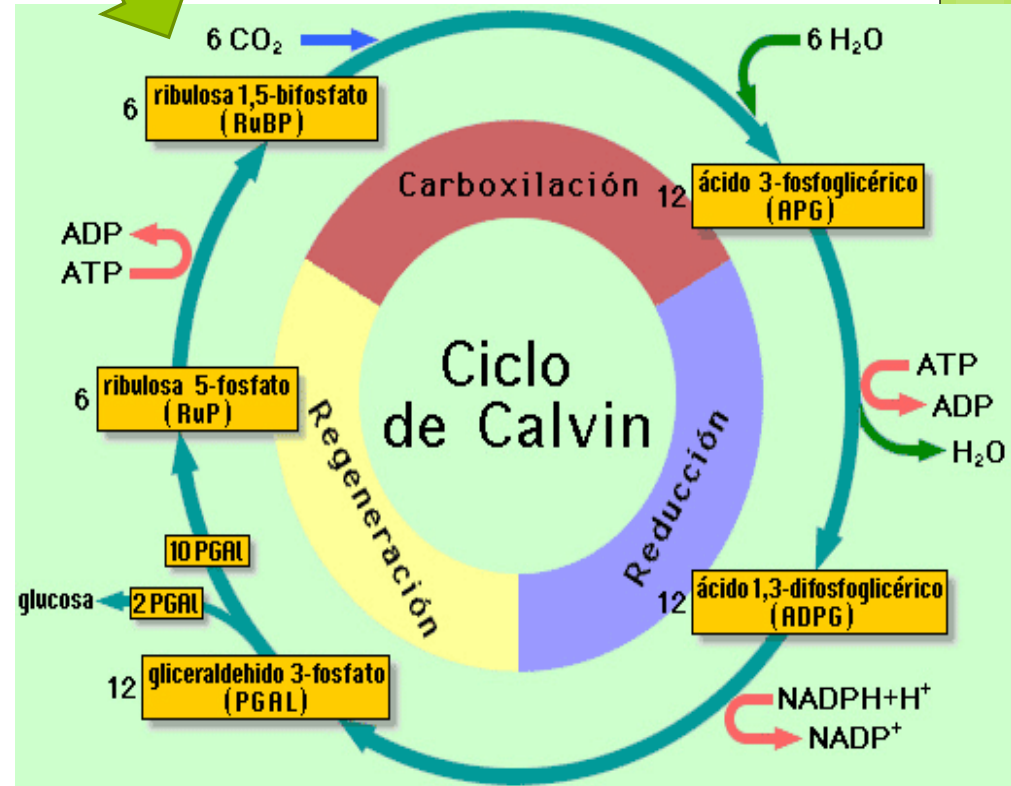 6 CO₂
6 H₂O
6 ribulosa 1,5-bifosfato
(RuBP)
Carboxilación
12 ácido 3-fosfoglicérico
(APG)
ADP
ATP
Ciclo
de Calvin
ATP
ADP
H₂O
6 ribulosa 5-fosfato
(RuP)
Regeneración
Reducción
10 PGAl
glucosa
2 PGAl
12 ácido 1,3-difosfoglicérico
(ADPG)
12 gliceraldehido 3-fosfato
(PGAL)
NADPH+H⁺
NADP⁺